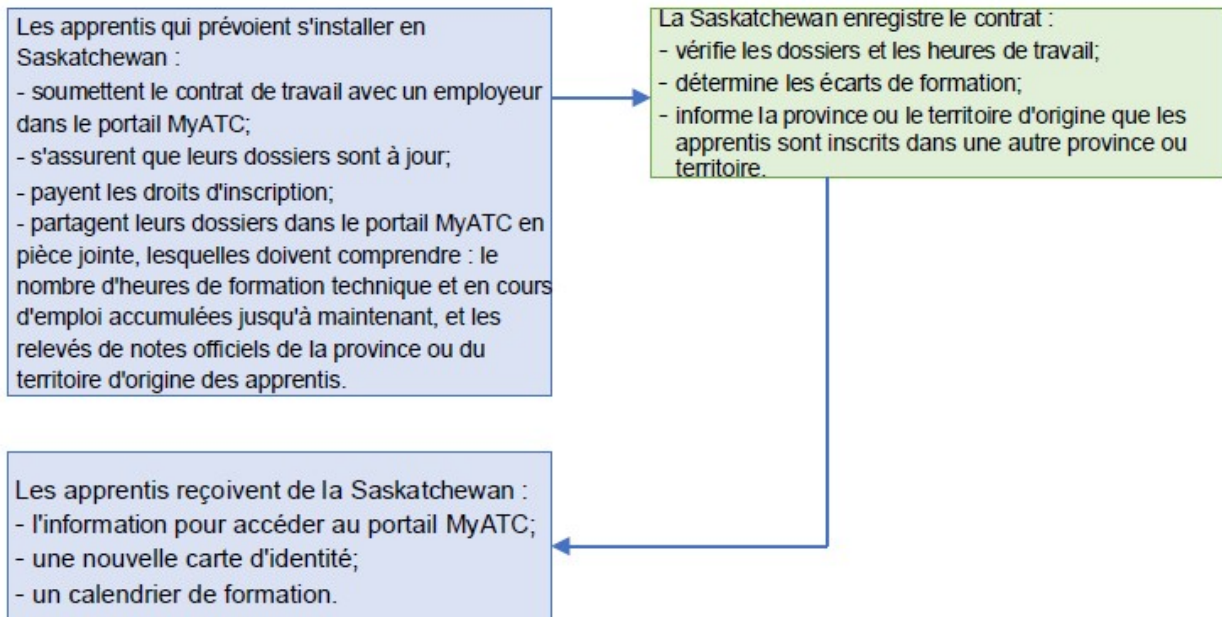 Les apprentis qui prévoient s'installer en
Saskatchewan :
- soumettent le contrat de travail avec un employeur
dans le portail MyATC;
- s'assurent que leurs dossiers sont à jour;
- payent les droits d'inscription;
- partagent leurs dossiers dans le portail MyATC en
pièce jointe, lesquelles doivent comprendre : le
nombre d'heures de formation technique et en cours
d'emploi accumulées jusqu'à maintenant, et les
relevés de notes officiels de la province ou du
territoire d'origine des apprentis.
La Saskatchewan enregistre le contrat :
- vérifie les dossiers et les heures de travail;
- détermine les écarts de formation;
- informe la province ou le territoire d'origine que les
apprentis sont inscrits dans une autre province ou
territoire.
Les apprentis reçoivent de la Saskatchewan :
- l'information pour accéder au portail MyATC;
- une nouvelle carte d'identité;
- un calendrier de formation.